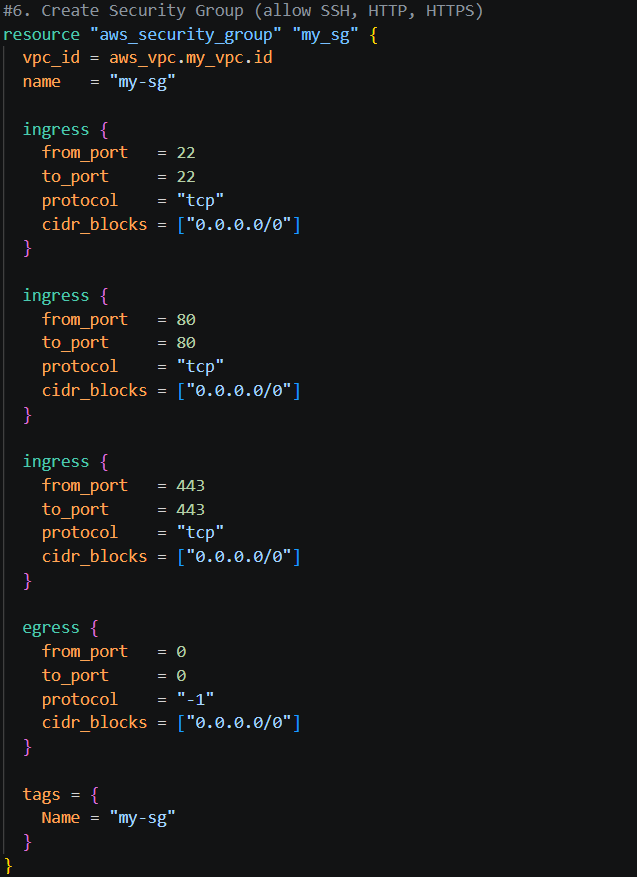 #6. Create Security Group (allow SSH, HTTP, HTTPS)
resource "aws_security_group" "my_sg" {
  vpc_id = aws_vpc.my_vpc.id
  name   = "my-sg"

  ingress {
    from_port   = 22
    to_port     = 22
    protocol    = "tcp"
    cidr_blocks = ["0.0.0.0/0"]
  }

  ingress {
    from_port   = 80
    to_port     = 80
    protocol    = "tcp"
    cidr_blocks = ["0.0.0.0/0"]
  }

  ingress {
    from_port   = 443
    to_port     = 443
    protocol    = "tcp"
    cidr_blocks = ["0.0.0.0/0"]
  }

  egress {
    from_port   = 0
    to_port     = 0
    protocol    = "-1"
    cidr_blocks = ["0.0.0.0/0"]
  }

  tags = {
    Name = "my-sg"
  }
}